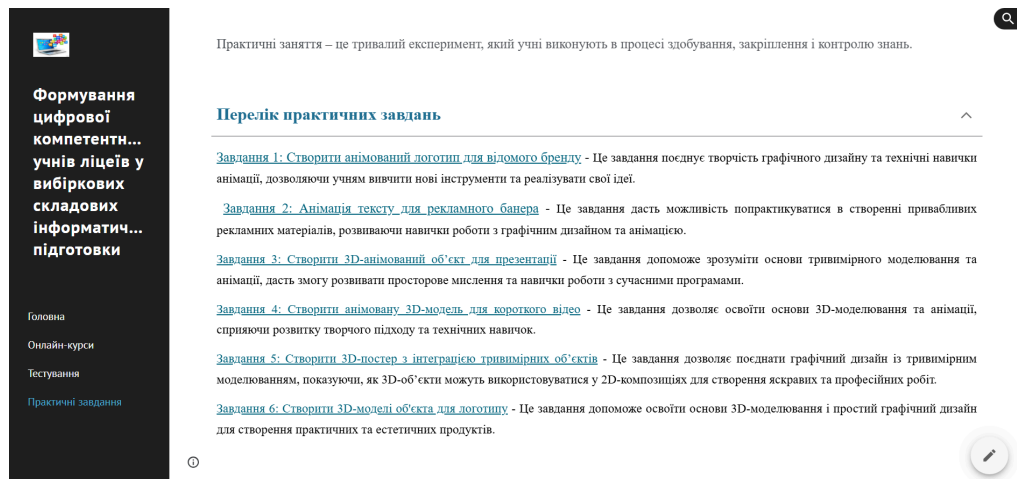 Формування
цифрової
компетентн...
учнів ліцеїв у
вибіркових
складових
інформатич...
підготовки
Головна
Онлайн-курси
Тестування
Практичні завдання
Практичні заняття – це тривалий експеримент, який учні виконують в процесі здобування, закріплення і контролю знань.
Перелік практичних завдань
Завдання 1: Створити анімований логотип для відомого бренду - Це завдання поєднує творчість графічного дизайну та технічні навички
анімації, дозволяючи учням вивчити нові інструменти та реалізувати свої ідеї.
Завдання 2: Анімація тексту для рекламного банера - Це завдання дасть можливість попрактикуватися в створенні привабливих
рекламних матеріалів, розвиваючи навички роботи з графічним дизайном та анімацією.
Завдання 3: Створити 3D-анімований об’єкт для презентації - Це завдання допоможе зрозуміти основи тривимірного моделювання та
анімації, дасть змогу розвивати просторове мислення та навички роботи з сучасними програмами.
Завдання 4: Створити анімовану 3D-модель для короткого відео - Це завдання дозволяє освоїти основи 3D-моделювання та анімації,
сприяючи розвитку творчого підходу та технічних навичок.
Завдання 5: Створити 3D-постер з інтеграцією тривимірних об’єктів - Це завдання дозволяє поєднати графічний дизайн із тривимірним
моделюванням, показуючи, як 3D-об’єкти можуть використовуватися у 2D-композиціях для створення яскравих та професійних робіт.
Завдання 6: Створити 3D-моделі об'єкта для логотипу - Це завдання допоможе освоїти основи 3D-моделювання і простий графічний дизайн
для створення практичних та естетичних продуктів.